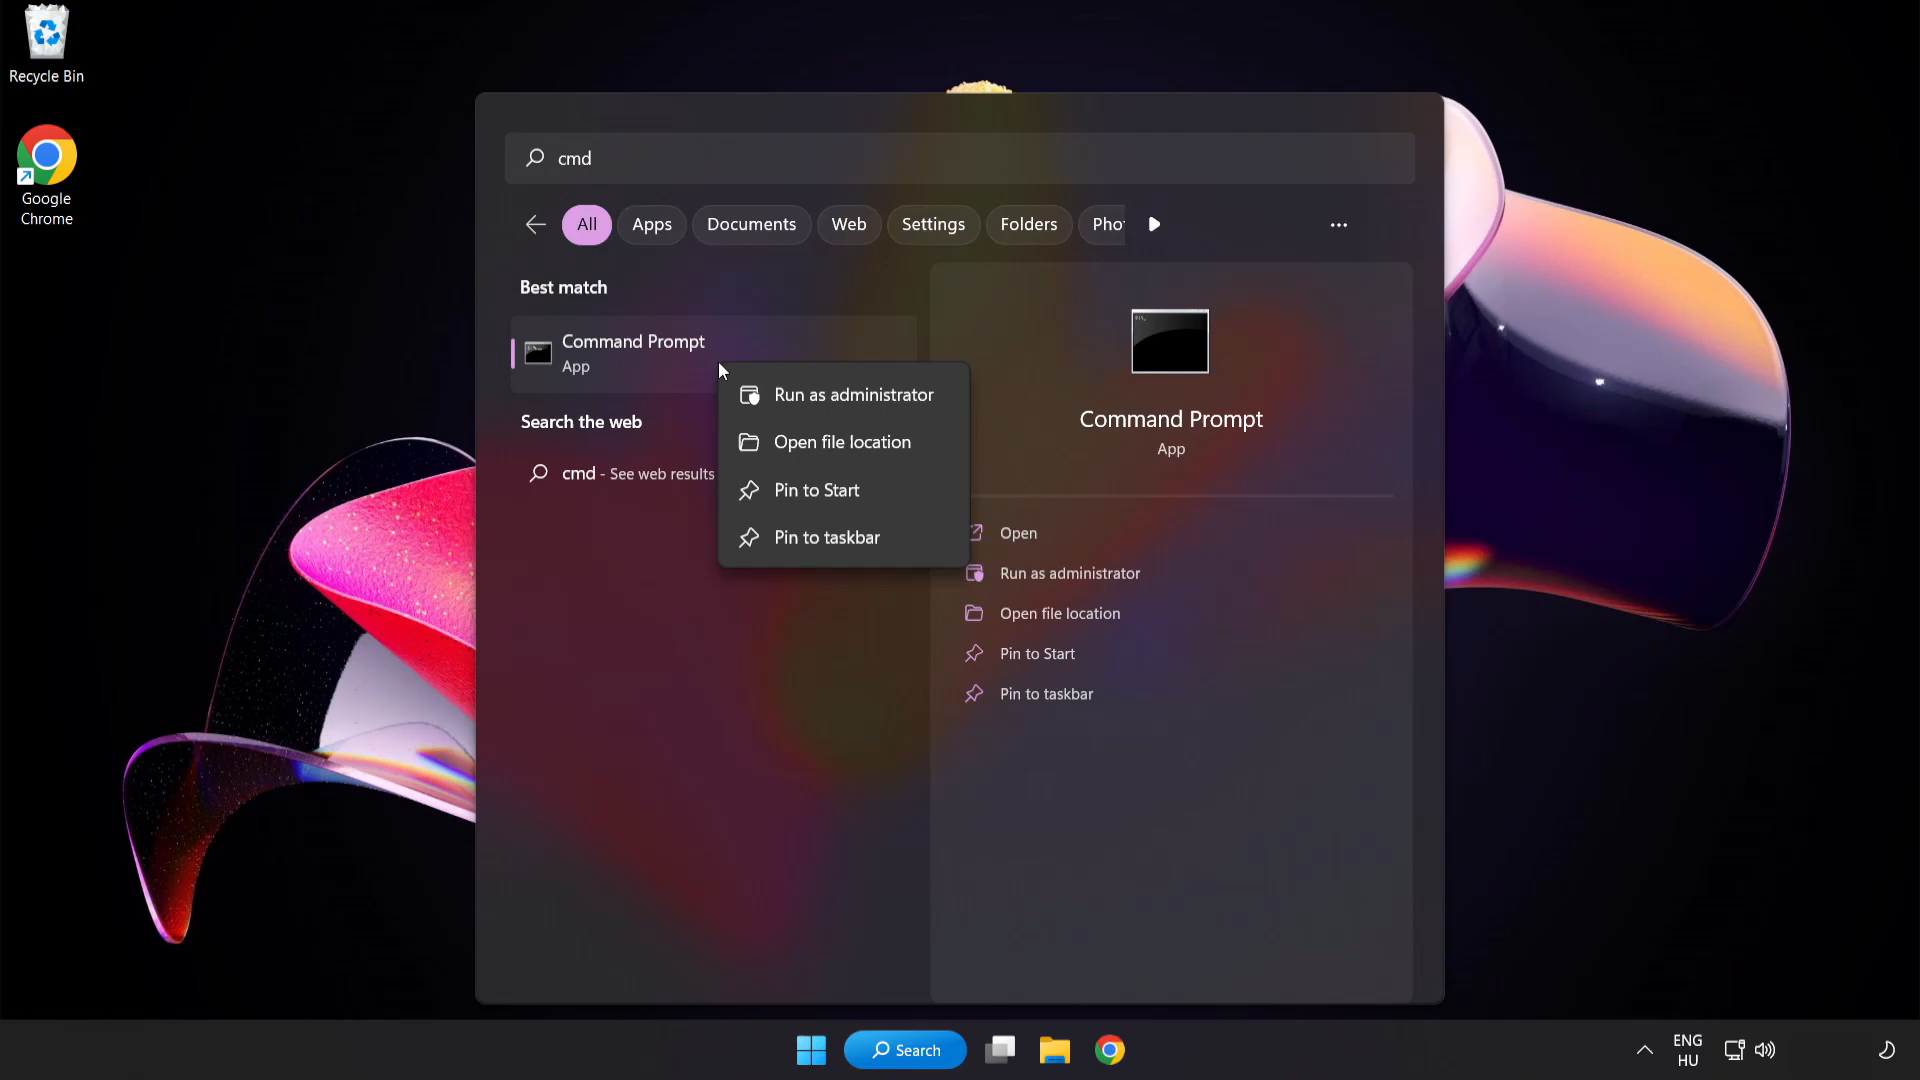 Recycle Bin
Google
Chrome
cmd
All
Apps
Documents
Web
Settings
Folders
Pho
Best match
Command Prompt
App
Search the web
cmd - See web results
Run as administrator
Open file location
Pin to Start
Pin to taskbar
Command Prompt
App
Open
Run as administrator
Open file location
Pin to Start
Pin to taskbar
Search
ENG
HU